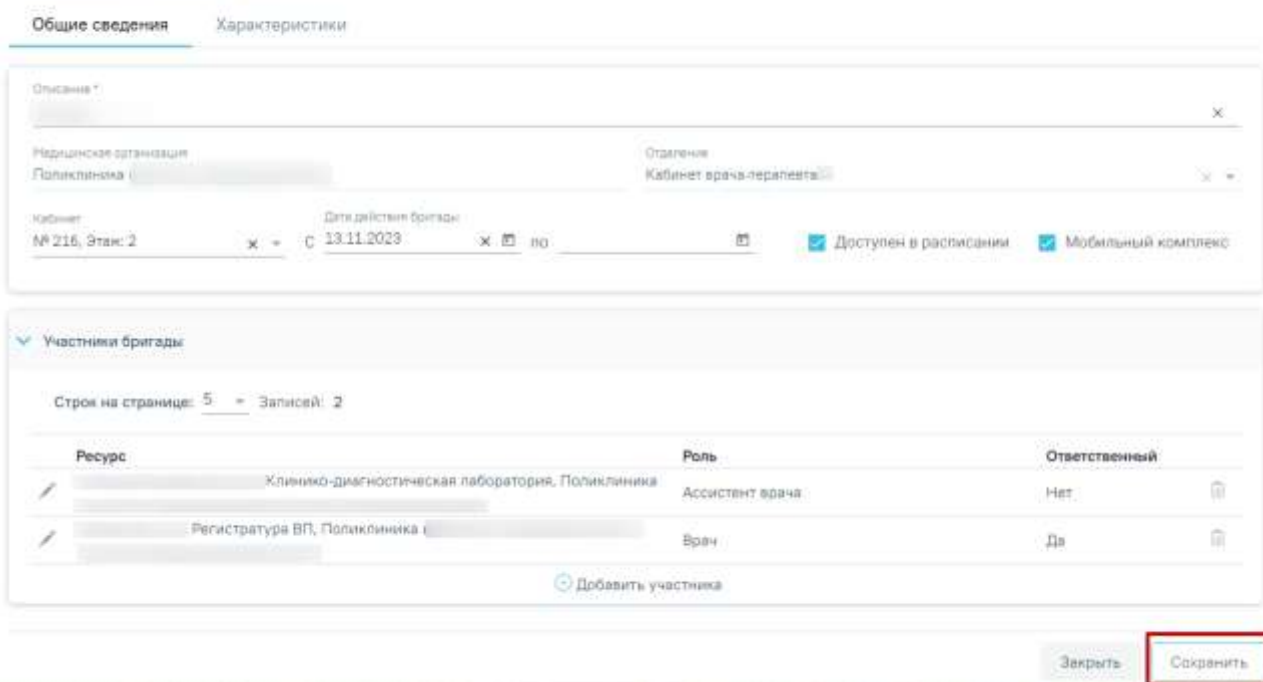 Общие сведения Характеристики
Описание *
Медицинская организация Отделение
Поликлиника Кабинет врача-терапевта
Кабинет Дата действия бригады
№ 216, Этаж: 2 С 13.11.2023 по Доступен в расписании Мобильный комплекс
Участники бригады
Строк на странице: 5 Записей: 2
Ресурс Роль Ответственный
Клинико-диагностическая лаборатория, Поликлиника Ассистент врача Нет
Регистратура ВП, Поликлиника Врач Да
Добавить участника
Закрыть Сохранить